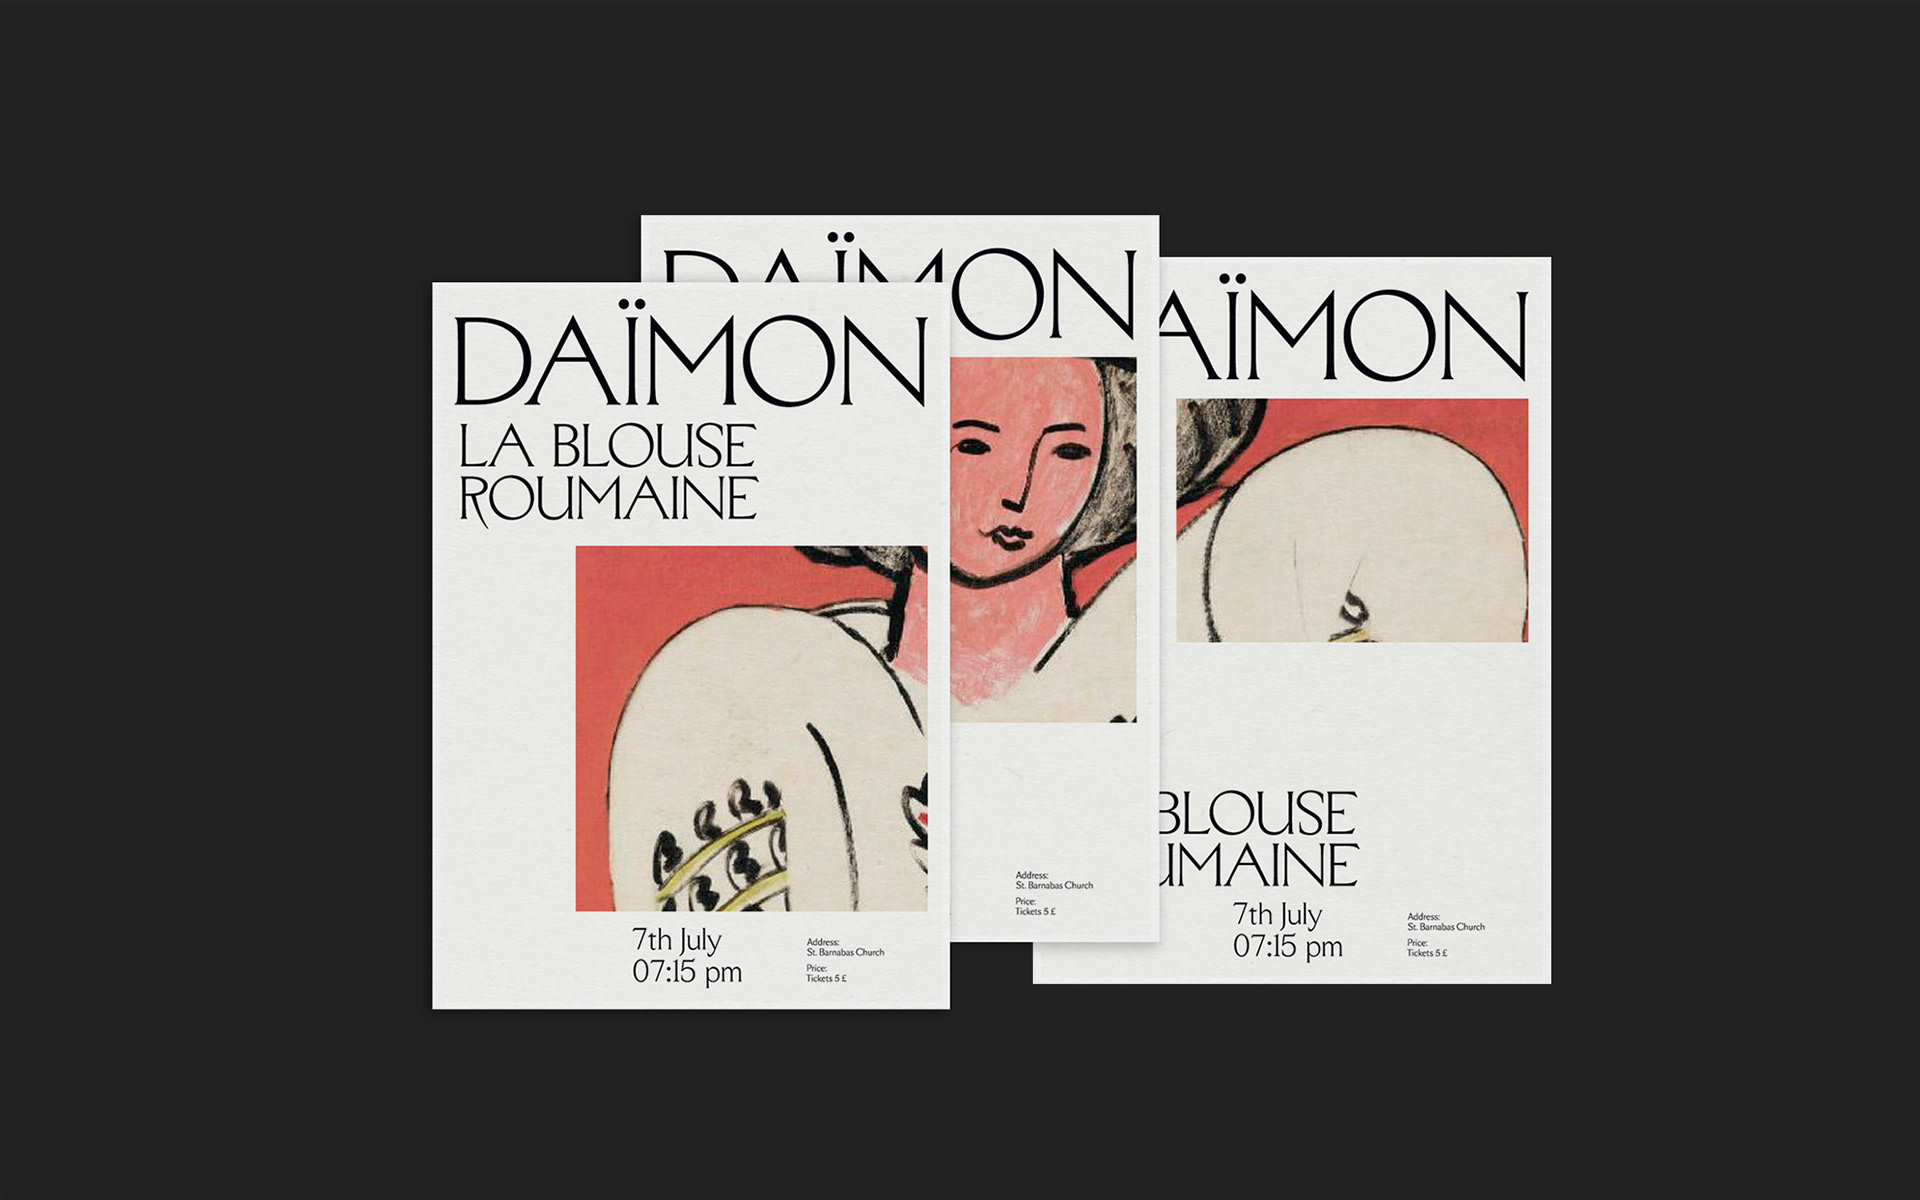 DAÏMON
LA BLOUSE
ROUMAINE
7th July
07:15 pm
Address:
St. Barnabas Church
Price:
Tickets 5 £
DAÏMON
Address:
St. Barnabas Church
Price:
Tickets 5 £
AÏMON
BLOUSE
UMAINE
7th July
07:15 pm
Address:
St. Barnabas Church
Price:
Tickets 5 £